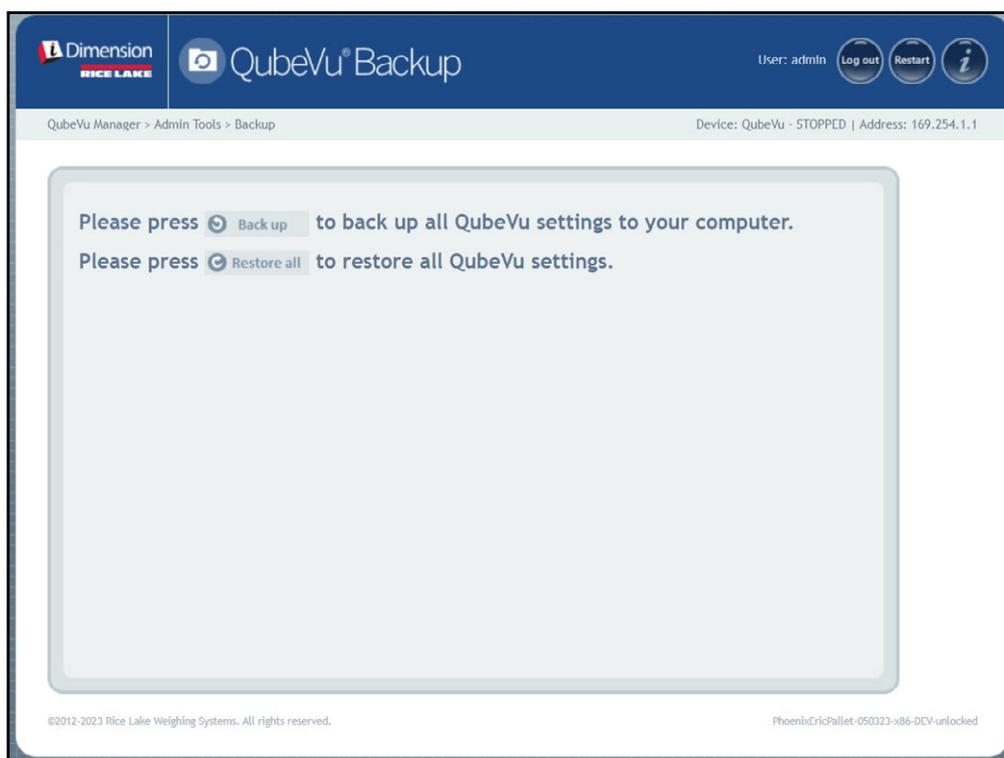 iDimension
RICE LAKE
QubeVu® Backup
User: admin
Log out
Restart
i
QubeVu Manager > Admin Tools > Backup
Device: QubeVu - STOPPED | Address: 169.254.1.1
Please press Back up to back up all QubeVu settings to your computer.
Please press Restore all to restore all QubeVu settings.
©2012-2023 Rice Lake Weighing Systems. All rights reserved.
PhoenixEricPallet-050323-x86-DEV-unlocked